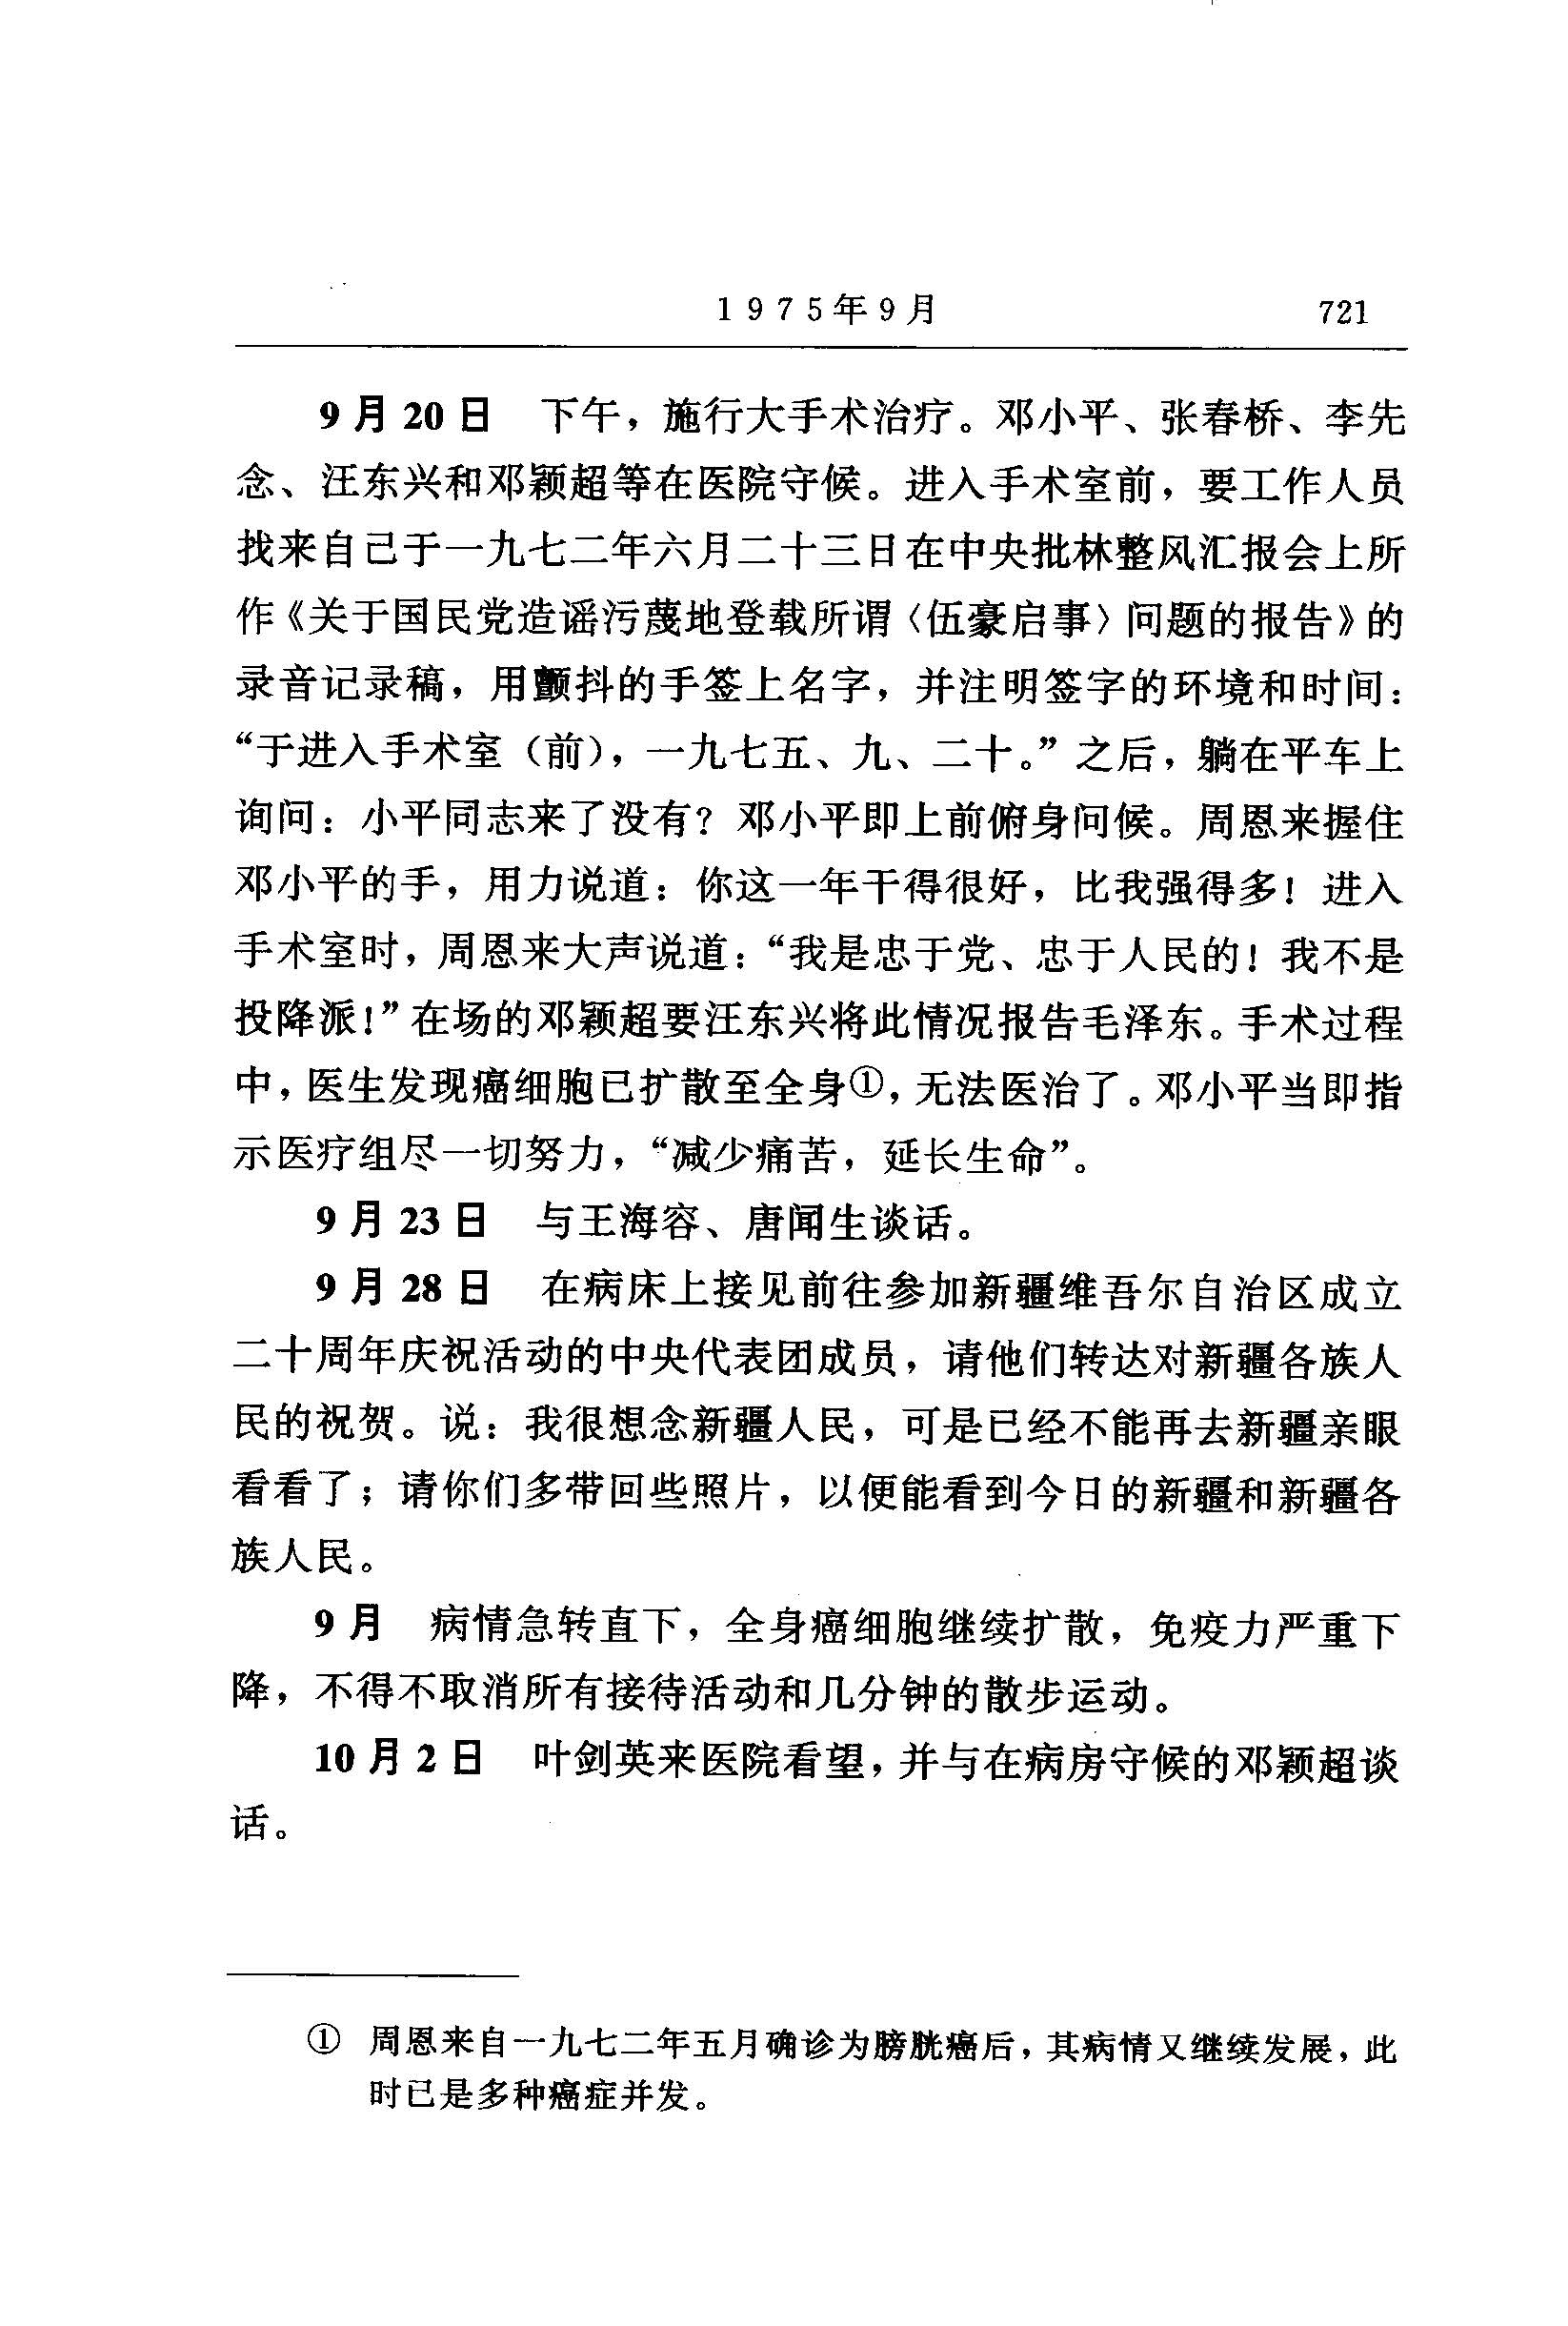 1975年9月 721
9月20日 下午，施行大手术治疗。邓小平、张春桥、李先
念、汪东兴和邓颖超等在医院守候。进入手术室前，要工作人员
找来自己于一九七二年六月二十三日在中央批林整风汇报会上所
作《关于国民党造谣污蔑地登载所谓〈伍豪启事〉问题的报告》的
录音记录稿，用颤抖的手签上名字，并注明签字的环境和时间：
“于进入手术室（前），一九七五、九、二十。”之后，躺在平车上
询问：小平同志来了没有？邓小平即上前俯身问候。周恩来握住
邓小平的手，用力说道：你这一年干得很好，比我强得多！进入
手术室时，周恩来大声说道：“我是忠于党、忠于人民的！我不是
投降派！”在场的邓颖超要汪东兴将此情况报告毛泽东。手术过程
中，医生发现癌细胞已扩散至全身①，无法医治了。邓小平当即指
示医疗组尽一切努力，“减少痛苦，延长生命”。
9月23日 与王海容、唐闻生谈话。
9月28日 在病床上接见前往参加新疆维吾尔自治区成立
二十周年庆祝活动的中央代表团成员，请他们转达对新疆各族人
民的祝贺。说：我很想念新疆人民，可是已经不能再去新疆亲眼
看看了；请你们多带回些照片，以便能看到今日的新疆和新疆各
族人民。
9月 病情急转直下，全身癌细胞继续扩散，免疫力严重下
降，不得不取消所有接待活动和几分钟的散步运动。
10月2日 叶剑英来医院看望，并与在病房守候的邓颖超谈
话。
① 周恩来自一九七二年五月确诊为膀胱癌后，其病情又继续发展，此
时已是多种癌症并发。